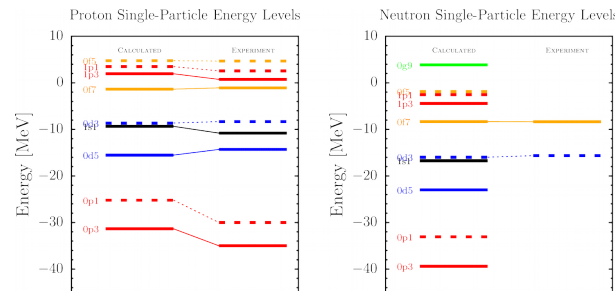 Proton Single-Particle Energy Levels
10
CALCULATED
EXPERIMENT
0f5
1p1
1p3
0
0f7
0d3
1s1
-10
0d5
-20
0p1
-30
0p3
-40
Energy [MeV]
Neutron Single-Particle Energy Levels
10
CALCULATED
EXPERIMENT
0g9
0
1p1
1p3
0f7
-10
0d3
1s1
-20
0d5
-30
0p1
0p3
-40
Energy [MeV]